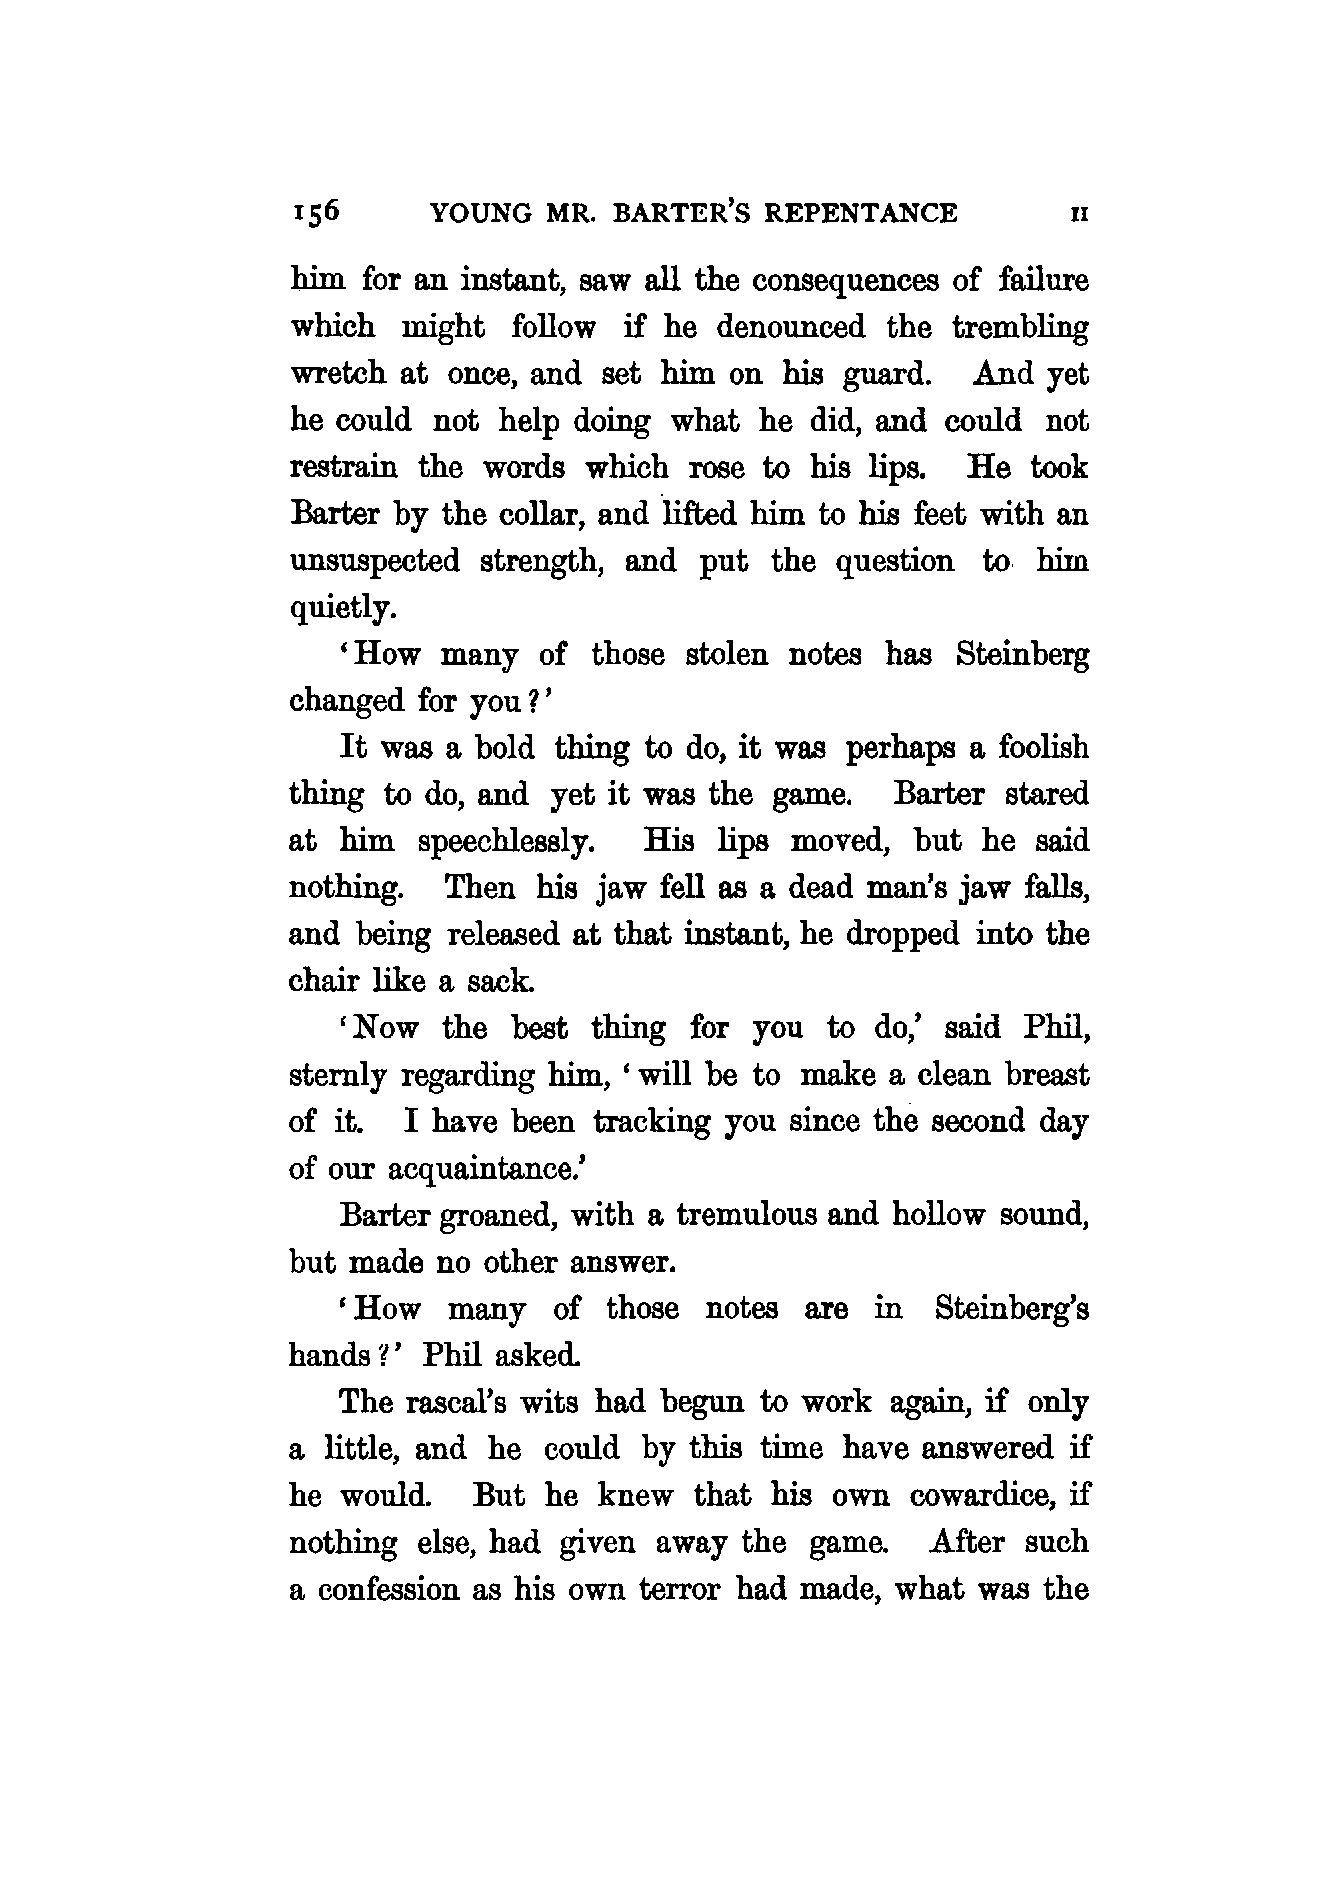 156 YOUNG MR. BARTER'S REPENTANCE II
him for an instant, saw all the consequences of failure
which might follow if he denounced the trembling
wretch at once, and set him on his guard. And yet
he could not help doing what he did, and could not
restrain the words which rose to his lips. He took
Barter by the collar, and lifted him to his feet with an
unsuspected strength, and put the question to him
quietly.
'How many of those stolen notes has Steinberg
changed for you?'
It was a bold thing to do, it was perhaps a foolish
thing to do, and yet it was the game. Barter stared
at him speechlessly. His lips moved, but he said
nothing. Then his jaw fell as a dead man's jaw falls,
and being released at that instant, he dropped into the
chair like a sack.
'Now the best thing for you to do,' said Phil,
sternly regarding him, 'will be to make a clean breast
of it. I have been tracking you since the second day
of our acquaintance.'
Barter groaned, with a tremulous and hollow sound,
but made no other answer.
'How many of those notes are in Steinberg's
hands?' Phil asked.
The rascal's wits had begun to work again, if only
a little, and he could by this time have answered if
he would. But he knew that his own cowardice, if
nothing else, had given away the game. After such
a confession as his own terror had made, what was the